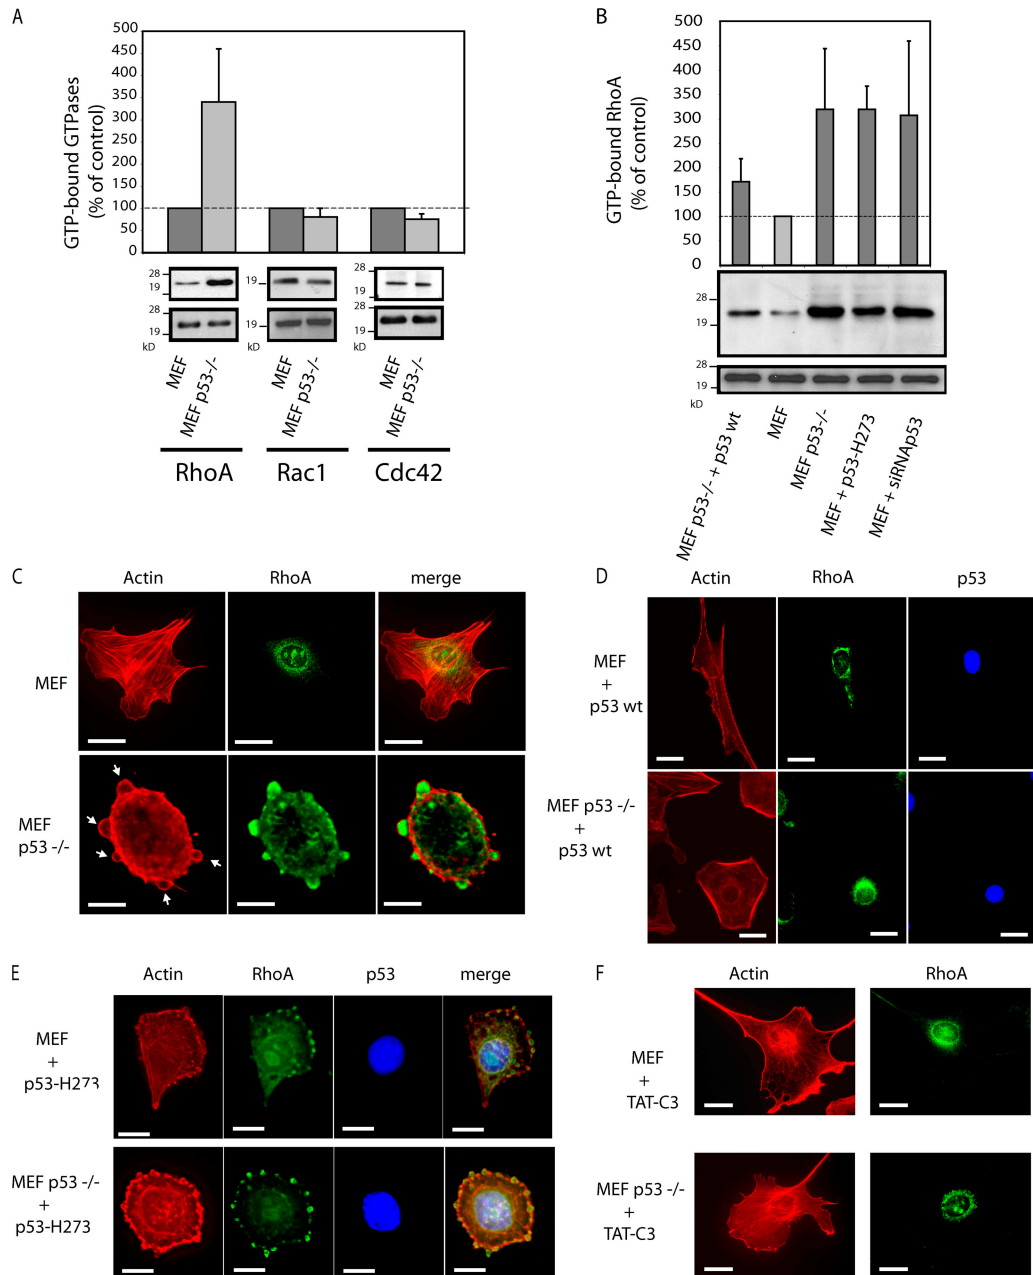 A
GTP-bound GTPases
(% of control)
500
450
400
350
300
250
200
150
100
50
0
28
19
28
19
kD
19
19
kD
28
19
28
19
kD
MEF
MEF p53-/-
MEF
MEF p53-/-
MEF
MEF p53-/-
RhoA
Rac1
Cdc42
B
GTP-bound RhoA
(% of control)
500
450
400
350
300
250
200
150
100
50
0
28
19
28
19
kD
MEF p53-/- + p53 wt
MEF
MEF p53-/-
MEF + p53-H273
MEF + siRNAp53
C
Actin RhoA merge
MEF
MEF
p53 -/-
D
Actin RhoA p53
MEF
+
p53 wt
MEF p53 -/-
+
p53 wt
E
Actin RhoA p53 merge
MEF
+
p53-H273
MEF p53 -/-
+
p53-H273
F
Actin RhoA
MEF
+
TAT-C3
MEF p53 -/-
+
TAT-C3